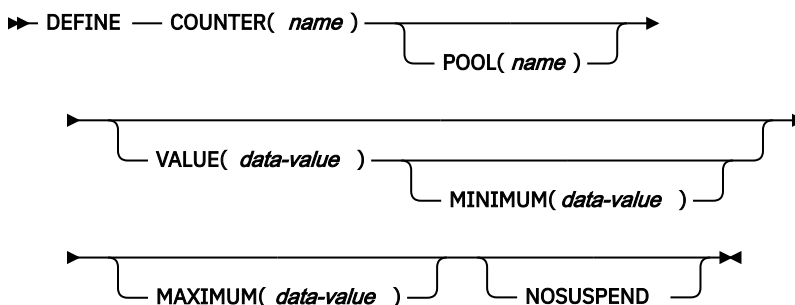 DEFINE COUNTER( name )
POOL( name )
VALUE( data-value )
MINIMUM( data-value )
MAXIMUM( data-value )
NOSUSPEND